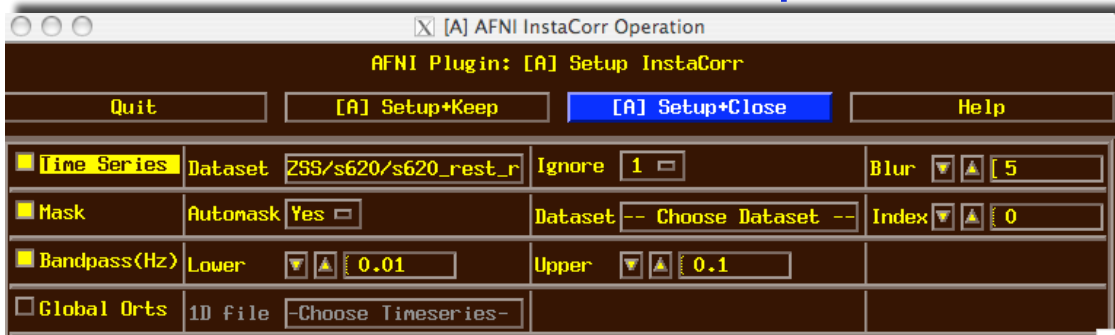 [A] AFNI InstaCorr Operation
AFNI Plugin: [A] Setup InstaCorr
Quit [A] Setup+Keep [A] Setup+Close Help
Time Series Dataset ZSS/s620/s620_rest_r Ignore 1 Blur [ 5
Mask Automask Yes Dataset -- Choose Dataset -- Index [ 0
Bandpass(Hz) Lower [ 0.01 Upper [ 0.1
Global Orts 1D file -Choose Timeseries-